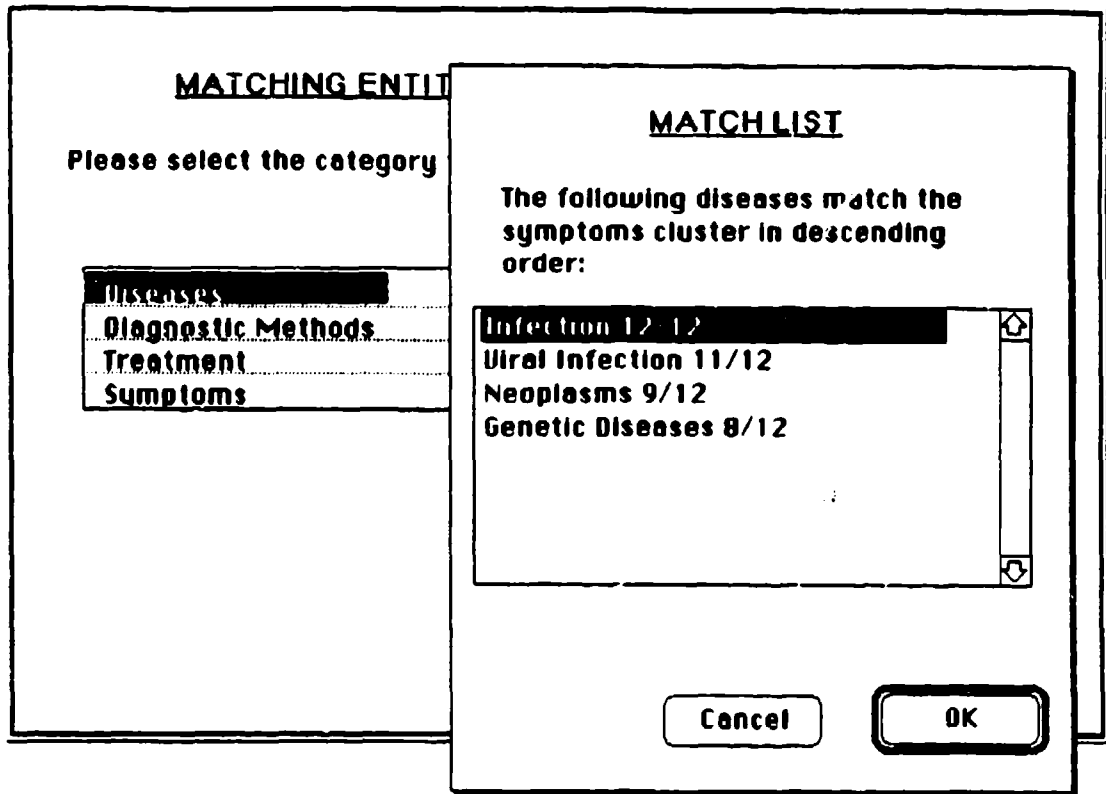 MATCHING ENTIT
Please select the category
Diseases
Diagnostic Methods
Treatment
Symptoms
MATCH LIST
The following diseases match the
symptoms cluster in descending
order:
Infection 12/12
Viral Infection 11/12
Neoplasms 9/12
Genetic Diseases 8/12
Cancel
OK